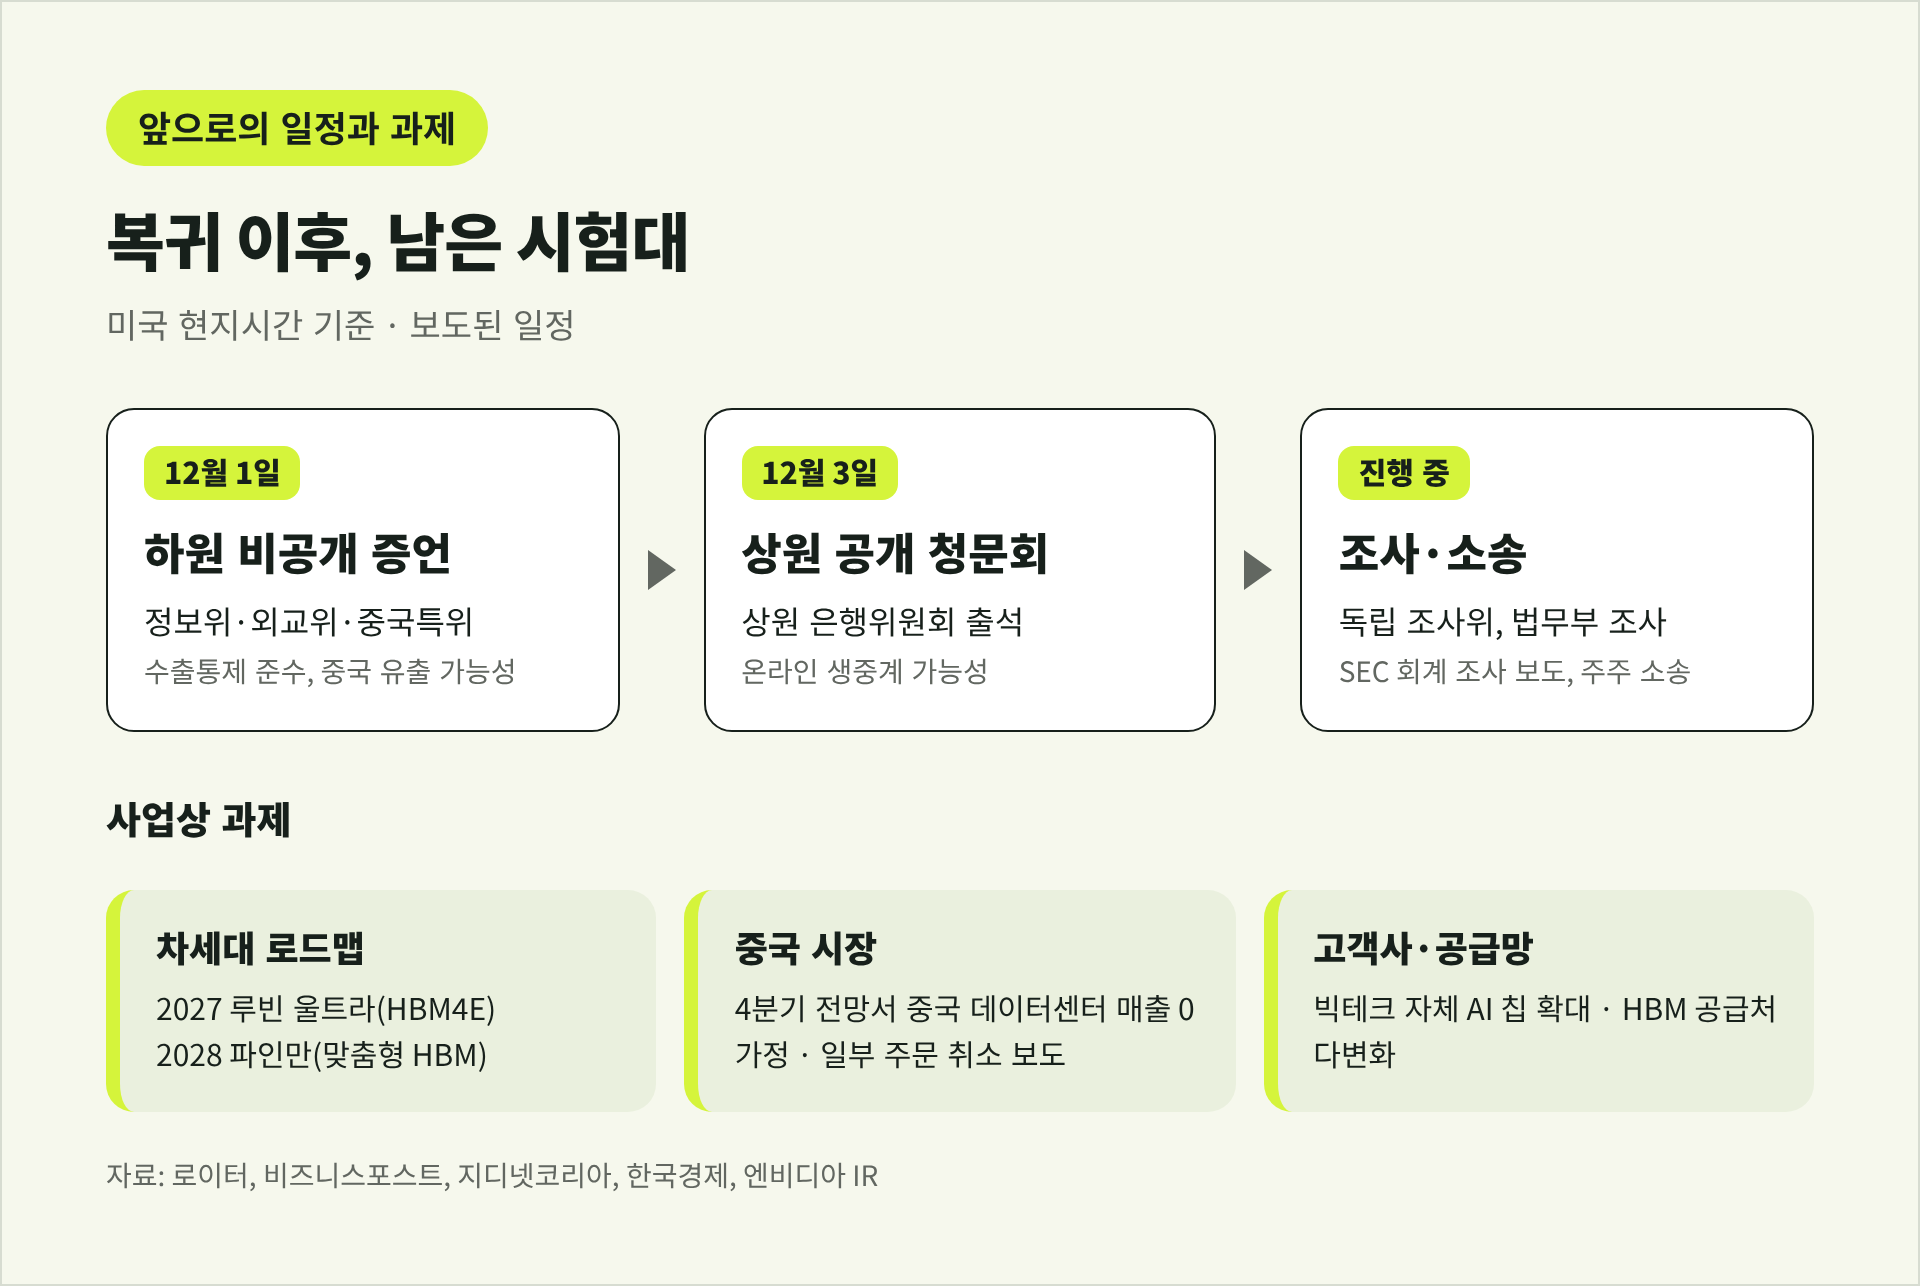 앞으로의 일정과 과제
복귀 이후, 남은 시험대
미국 현지시간 기준 · 보도된 일정
12월 1일
하원 비공개 증언
정보위·외교위·중국특위
수출통제 준수, 중국 유출 가능성
12월 3일
상원 공개 청문회
상원 은행위원회 출석
온라인 생중계 가능성
진행 중
조사·소송
독립 조사위, 법무부 조사
SEC 회계 조사 보도, 주주 소송
사업상 과제
차세대 로드맵
2027 루빈 울트라(HBM4E)
2028 파인만(맞춤형 HBM)
중국 시장
4분기 전망서 중국 데이터센터 매출 0
가정 · 일부 주문 취소 보도
고객사·공급망
빅테크 자체 AI 칩 확대 · HBM 공급처
다변화
자료: 로이터, 비즈니스포스트, 지디넷코리아, 한국경제, 엔비디아 IR